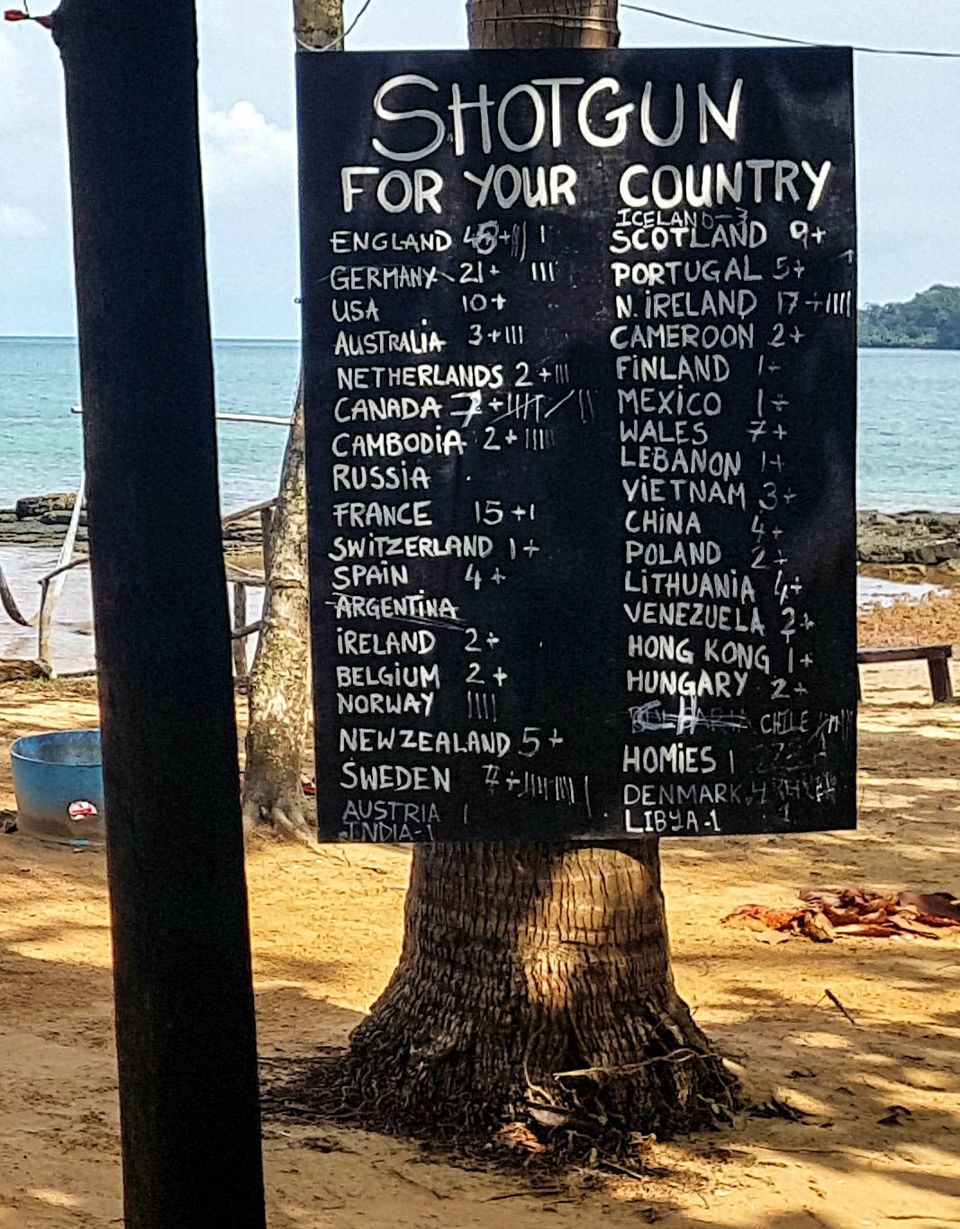 SHOTGUN
FOR YOUR COUNTRY
ENGLAND
GERMANY 21+ III
USA 10+
AUSTRALIA 3+III
NETHERLANDS 2+III
CANADA
CAMBODIA 2+IIIII
RUSSIA
FRANCE 15+I
SWITZERLAND 1+
SPAIN 4+
ARGENTINA
IRELAND 2+
BELGIUM 2+
NORWAY IIII
NEWZEALAND 5+
SWEDEN
AUSTRIA I
INDIA-1
ICELAND-3
SCOTLAND 9+
PORTUGAL 5+
N. IRELAND 17+IIII
CAMEROON 2+
FINLAND 1+
MEXICO 1+
WALES 7+
LEBANON 1+
VIETNAM 3+
CHINA 4+
POLAND 2+
LITHUANIA 4+
VENEZUELA 2+
HONG KONG 1+
HUNGARY 2+
CHILE
HOMIES 1
DENMARK
LIBYA-1